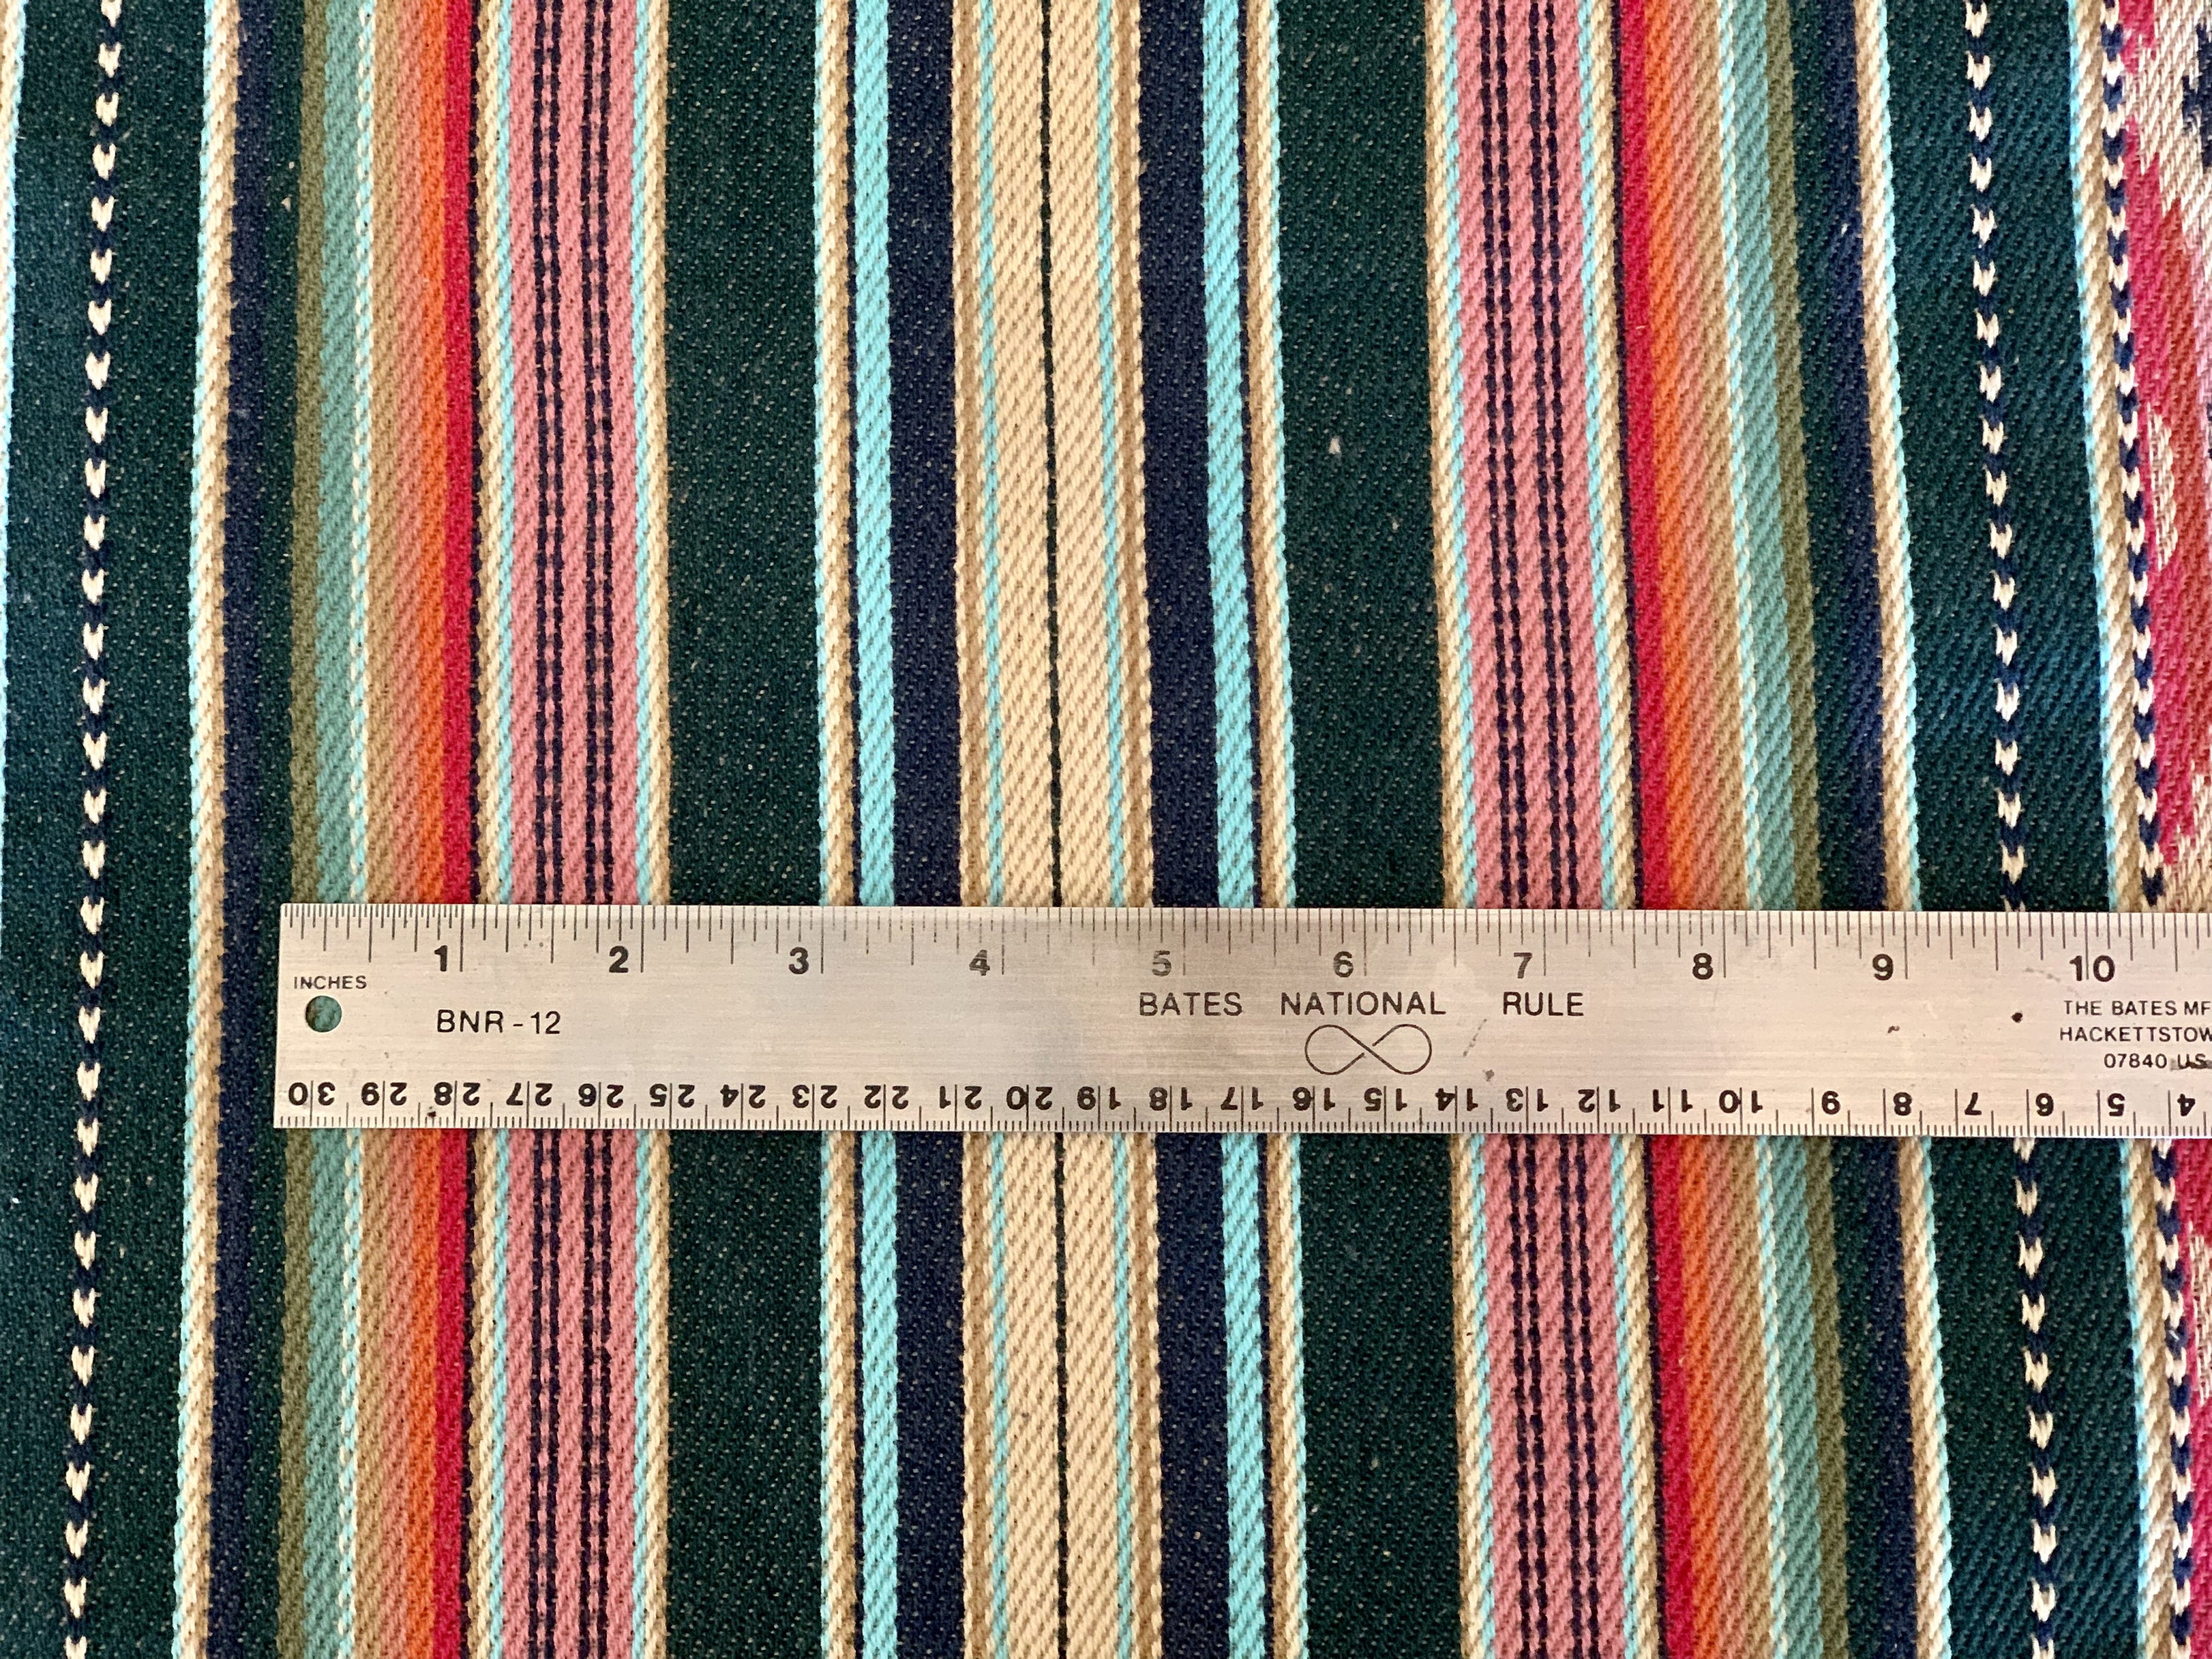 1 2 3 4 5 6 7 8 9 10
INCHES
BNR-12
BATES NATIONAL RULE
THE BATES MF
HACKETTSTOW
07840 U.S
30 29 28 27 26 25 24 23 22 21 20 19 18 17 16 15 14 13 12 11 10 9 8 7 6 5 4